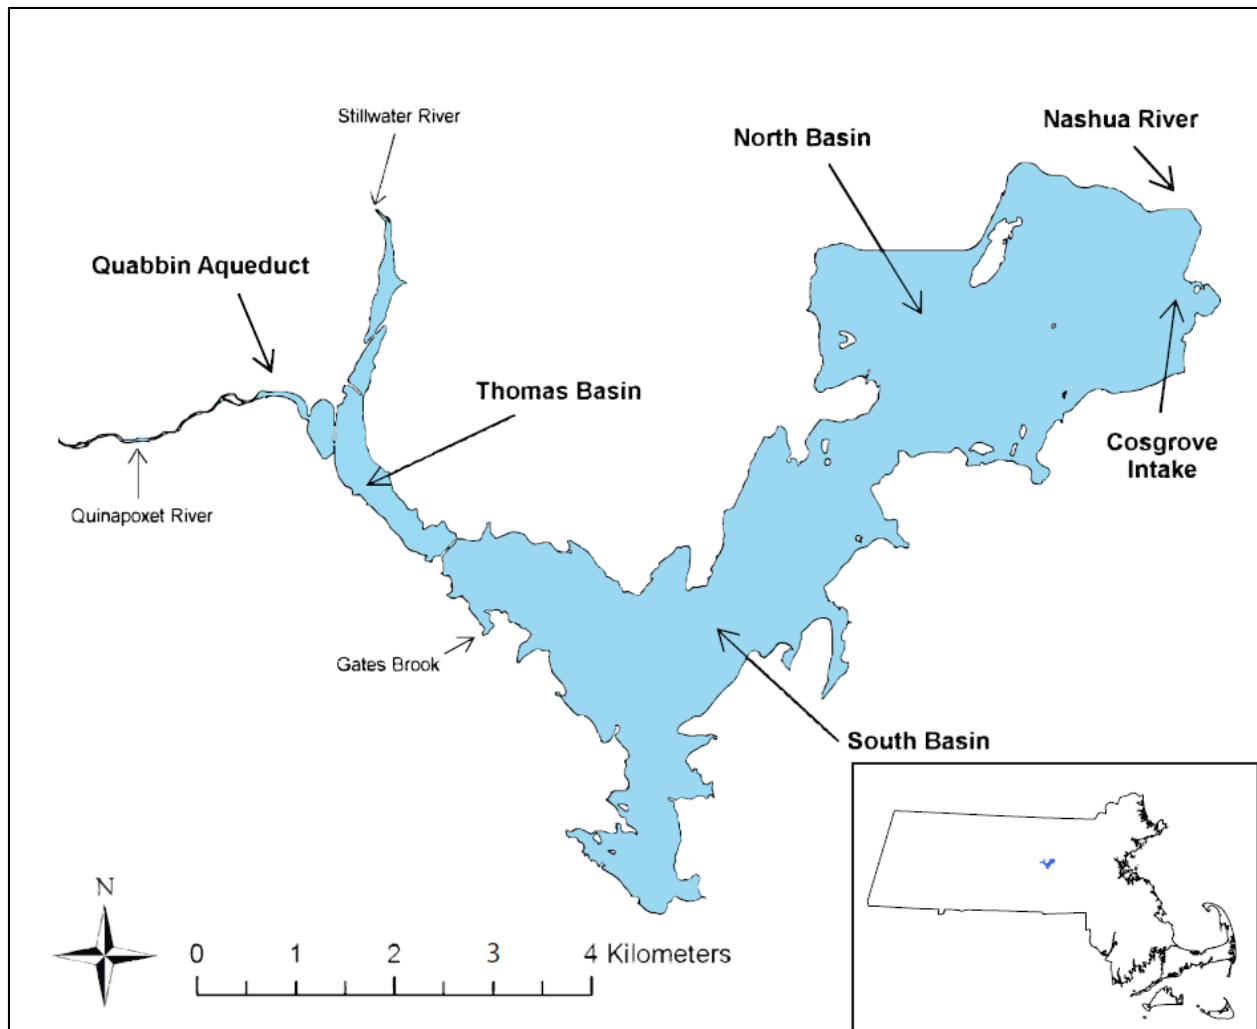 Stillwater River
North Basin
Nashua River
Quabbin Aqueduct
Thomas Basin
Cosgrove
Intake
Quinapoxet River
Gates Brook
South Basin
N
0 1 2 3 4 Kilometers